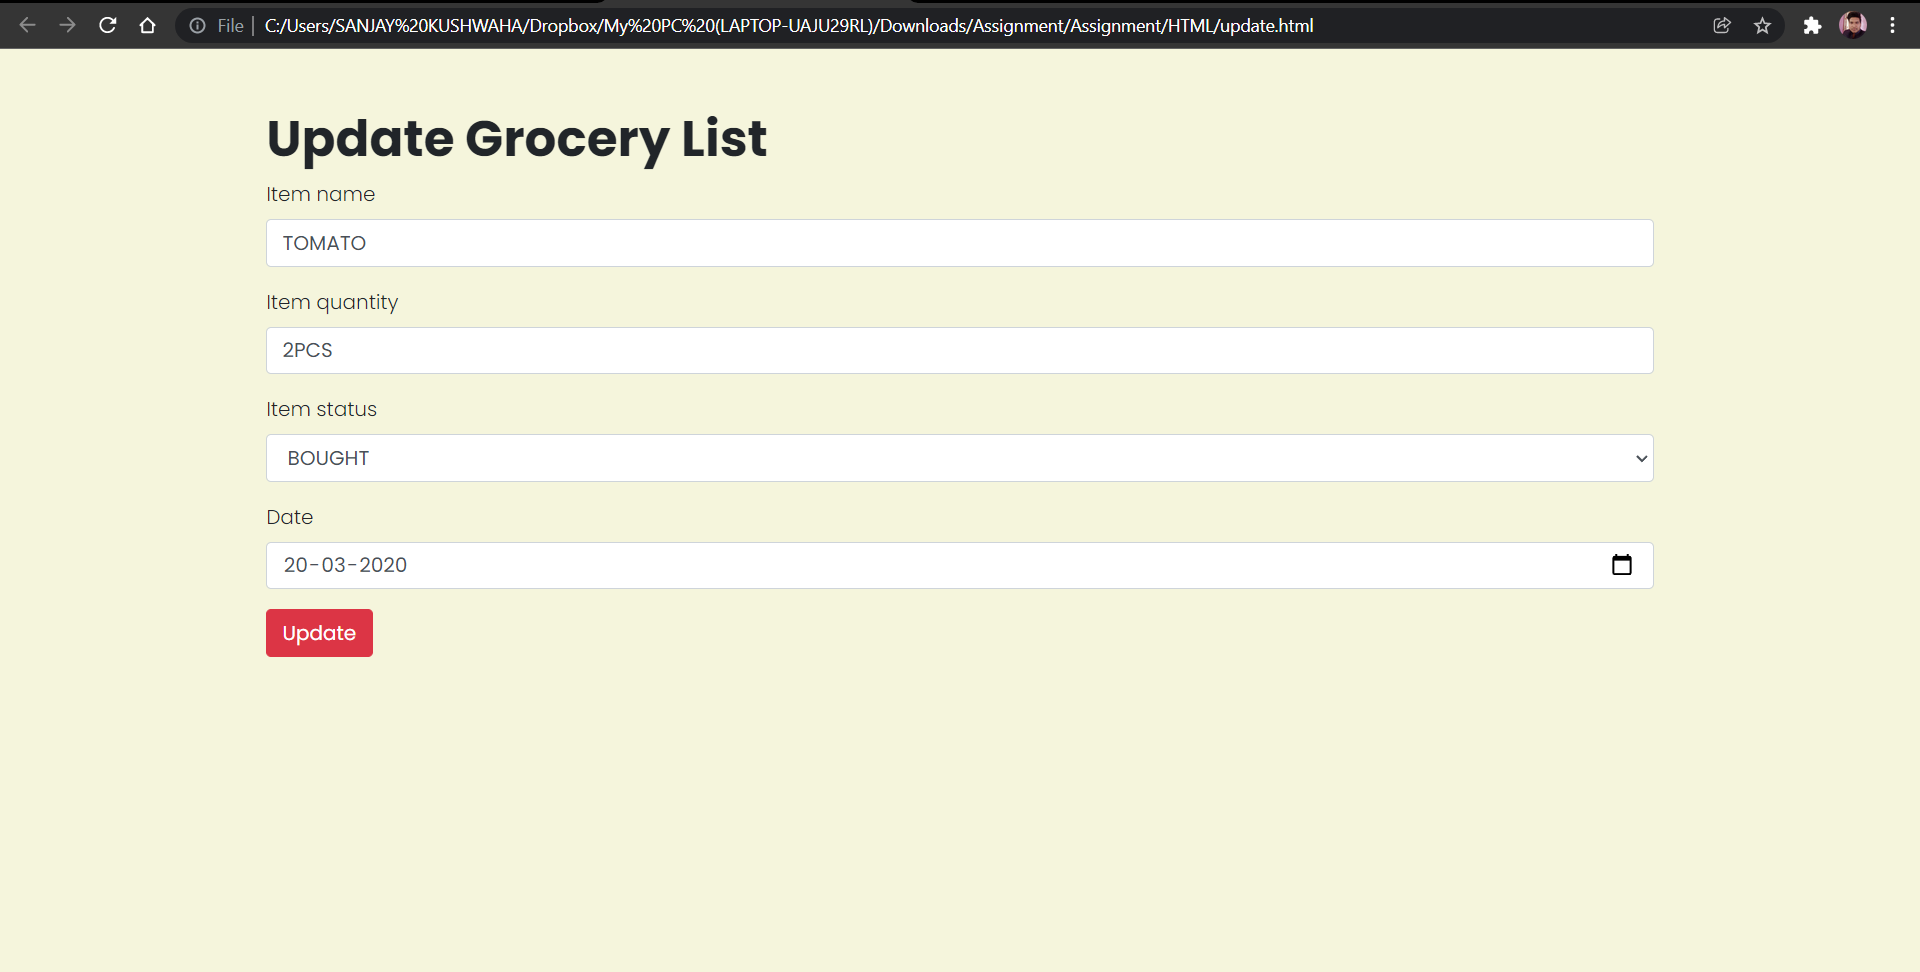 File | C:/Users/SANJAY%20KUSHWAHA/Dropbox/My%20PC%20(LAPTOP-UAJU29RL)/Downloads/Assignment/Assignment/HTML/update.html
Update Grocery List
Item name
TOMATO
Item quantity
2PCS
Item status
BOUGHT
Date
20-03-2020
Update